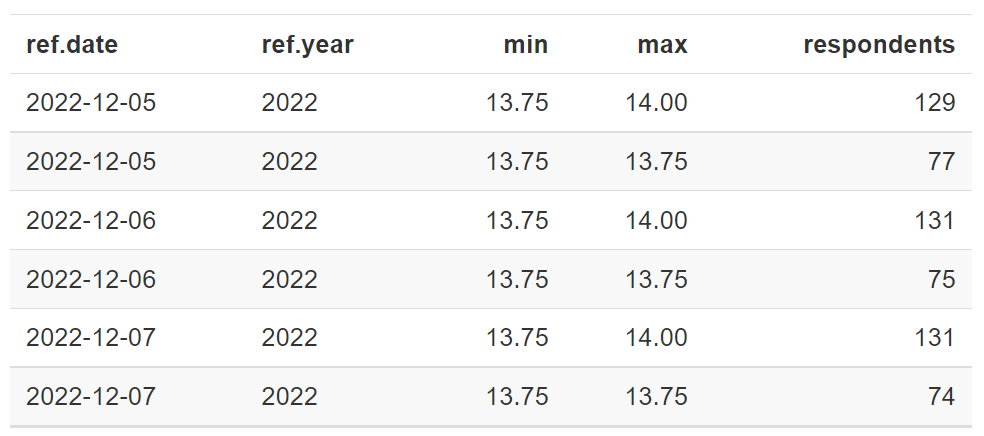 ref.date ref.year min max respondents
2022-12-05 2022 13.75 14.00 129
2022-12-05 2022 13.75 13.75 77
2022-12-06 2022 13.75 14.00 131
2022-12-06 2022 13.75 13.75 75
2022-12-07 2022 13.75 14.00 131
2022-12-07 2022 13.75 13.75 74